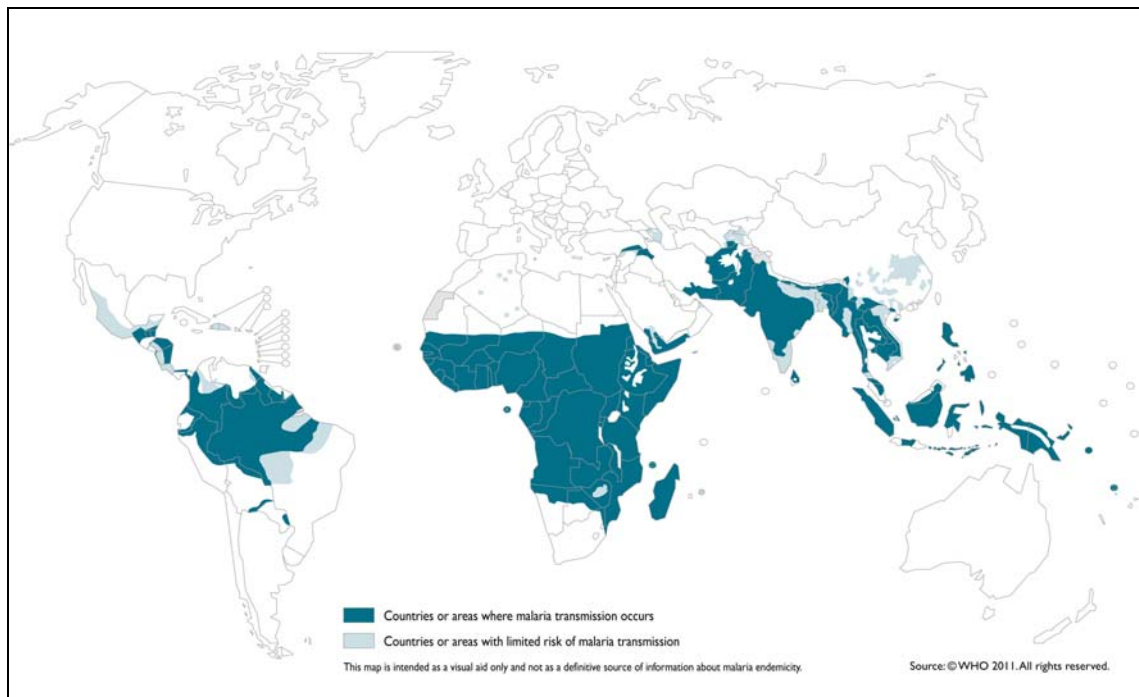 Countries or areas where malaria transmission occurs
Countries or areas with limited risk of malaria transmission
This map is intended as a visual aid only and not as a definitive source of information about malaria endemicity.
Source: © WHO 2011. All rights reserved.